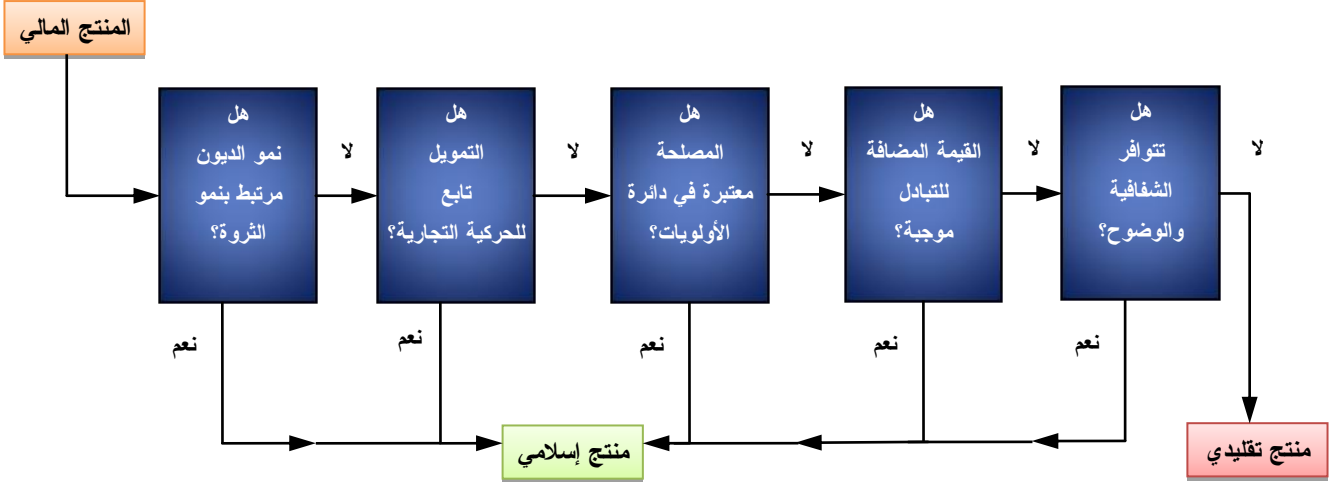 المنتج المالي
هل
نمو الديون
مرتبط بنمو
الثروة؟
لا
هل
التمويل
تابع
للحركية التجارية؟
لا
هل
المصلحة
معتبرة في دائرة
الأولويات؟
لا
هل
القيمة المضافة
للتبادل
موجبة؟
لا
هل
تتوافر
الشفافية
والوضوح؟
لا
نعم
نعم
نعم
نعم
نعم
منتج إسلامي
منتج تقليدي